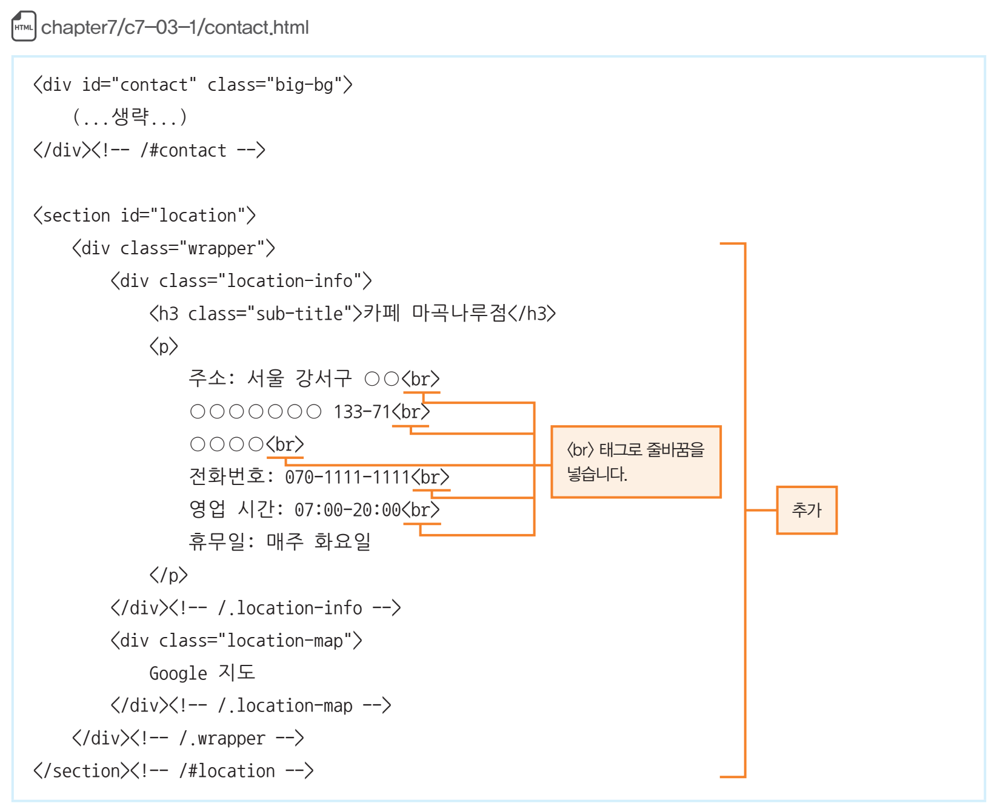 HTML chapter7/c7-03-1/contact.html
<div id="contact" class="big-bg">
(...생략...)
</div><!-- /#contact -->
<section id="location">
<div class="wrapper">
<div class="location-info">
<h3 class="sub-title">카페 마곡나루점</h3>
<p>
주소: 서울 강서구 ○○<br>
○○○○○○○ 133-71<br>
○○○○<br>
전화번호: 070-1111-1111<br>
영업 시간: 07:00-20:00<br>
휴무일: 매주 화요일
</p>
</div><!-- /.location-info -->
<div class="location-map">
Google 지도
</div><!-- /.location-map -->
</div><!-- /.wrapper -->
</section><!-- /#location -->
<br> 태그로 줄바꿈을
넣습니다.
추가